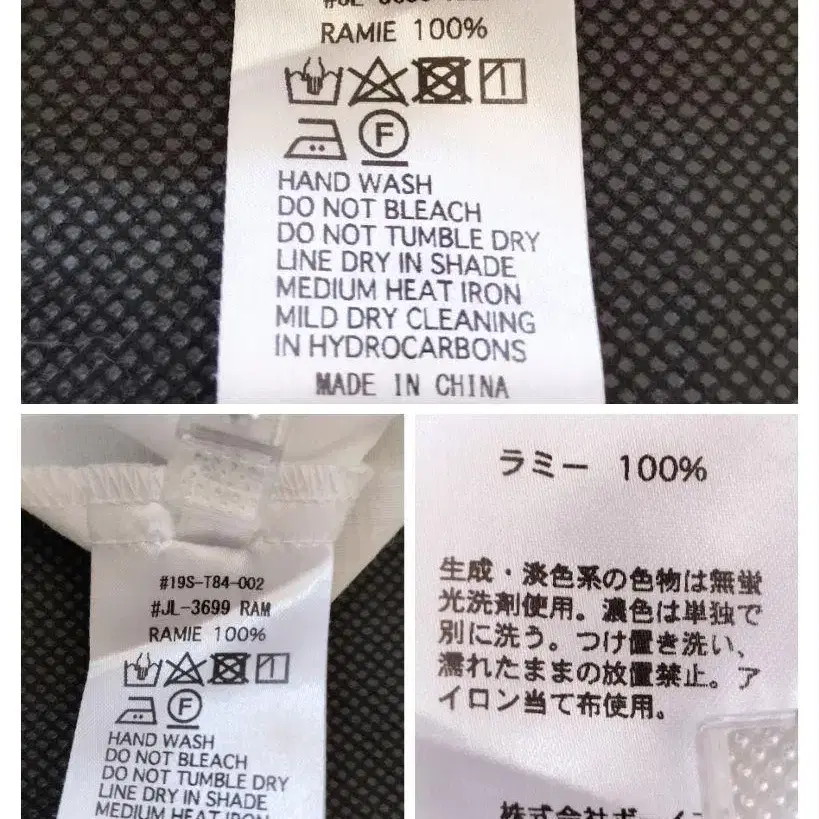 RAMIE 100%
F
HAND WASH
DO NOT BLEACH
DO NOT TUMBLE DRY
LINE DRY IN SHADE
MEDIUM HEAT IRON
MILD DRY CLEANING
IN HYDROCARBONS
MADE IN CHINA
#19S-T84-002
#JL-3699 RAM
RAMIE 100%
F
HAND WASH
DO NOT BLEACH
DO NOT TUMBLE DRY
LINE DRY IN SHADE
MEDIUM HEAT IRON
ラミー 100%
生成・淡色系の色物は無蛍
光洗剤使用。濃色は単独で
別に洗う。つけ置き洗い、
濡れたままの放置禁止。ア
イロン当て布使用。